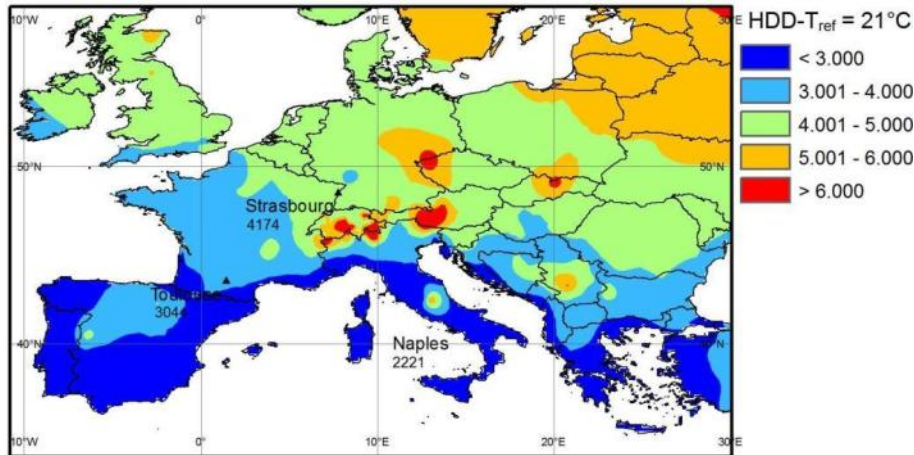 10°W 0° 10°E 20°E 30°E
HDD-Tref = 21°C
< 3.000
3.001 - 4.000
4.001 - 5.000
5.001 - 6.000
> 6.000
50°N 50°N
Strasbourg
4174
Toulouse
3044
40°N 40°N
Naples
2221
10°W 0° 10°E 20°E 30°E